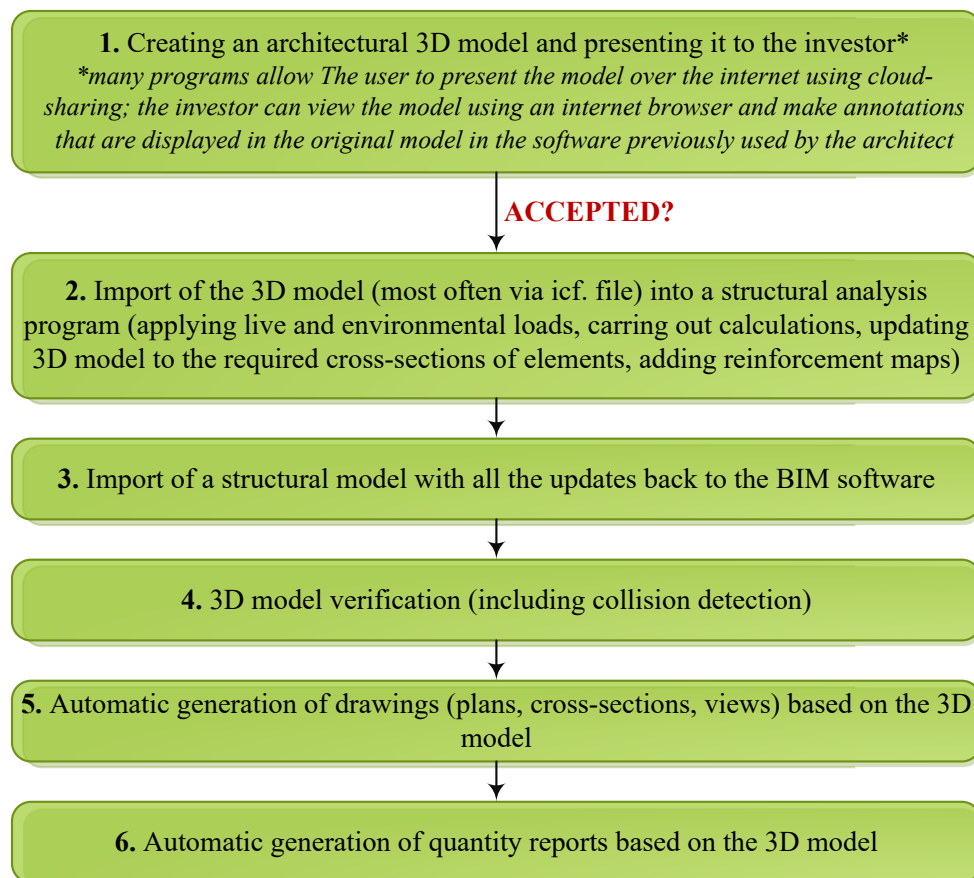 1. Creating an architectural 3D model and presenting it to the investor*
*many programs allow The user to present the model over the internet using cloud-
sharing; the investor can view the model using an internet browser and make annotations
that are displayed in the original model in the software previously used by the architect
ACCEPTED?
2. Import of the 3D model (most often via icf. file) into a structural analysis
program (applying live and environmental loads, carring out calculations, updating
3D model to the required cross-sections of elements, adding reinforcement maps)
3. Import of a structural model with all the updates back to the BIM software
4. 3D model verification (including collision detection)
5. Automatic generation of drawings (plans, cross-sections, views) based on the 3D
model
6. Automatic generation of quantity reports based on the 3D model